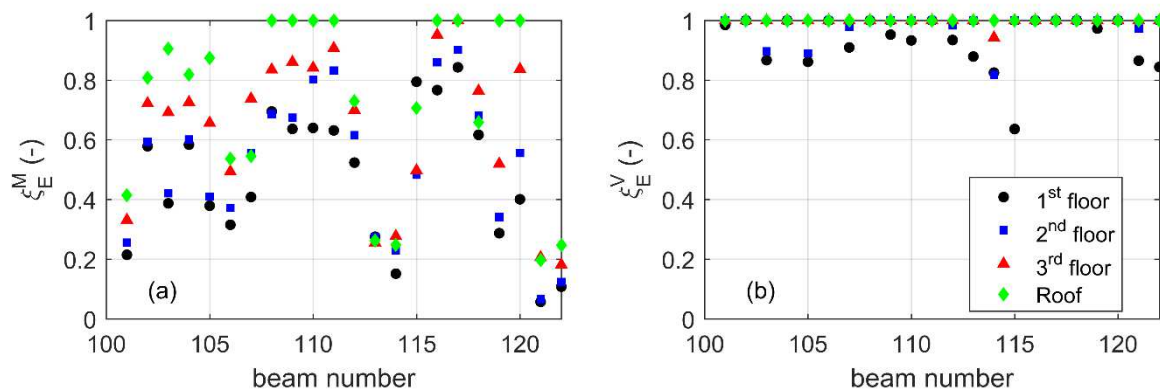 1
0.8
0.6
0.4
0.2
0
ξ_E^M (-)
(a)
100 105 110 115 120
beam number
1
0.8
0.6
0.4
0.2
0
ξ_E^V (-)
(b)
1st floor
2nd floor
3rd floor
Roof
100 105 110 115 120
beam number